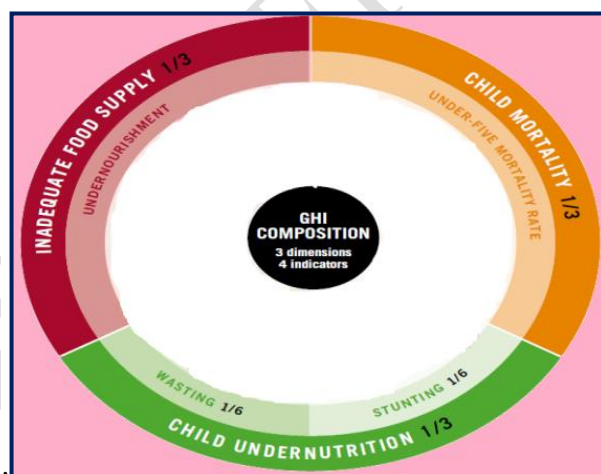 INADEQUATE FOOD SUPPLY 1/3
UNDERNOURISHMENT
CHILD MORTALITY 1/3
UNDER-FIVE MORTALITY RATE
GHI
COMPOSITION
3 dimensions
4 indicators
WASTING 1/6
STUNTING 1/6
CHILD UNDERNUTRITION 1/3